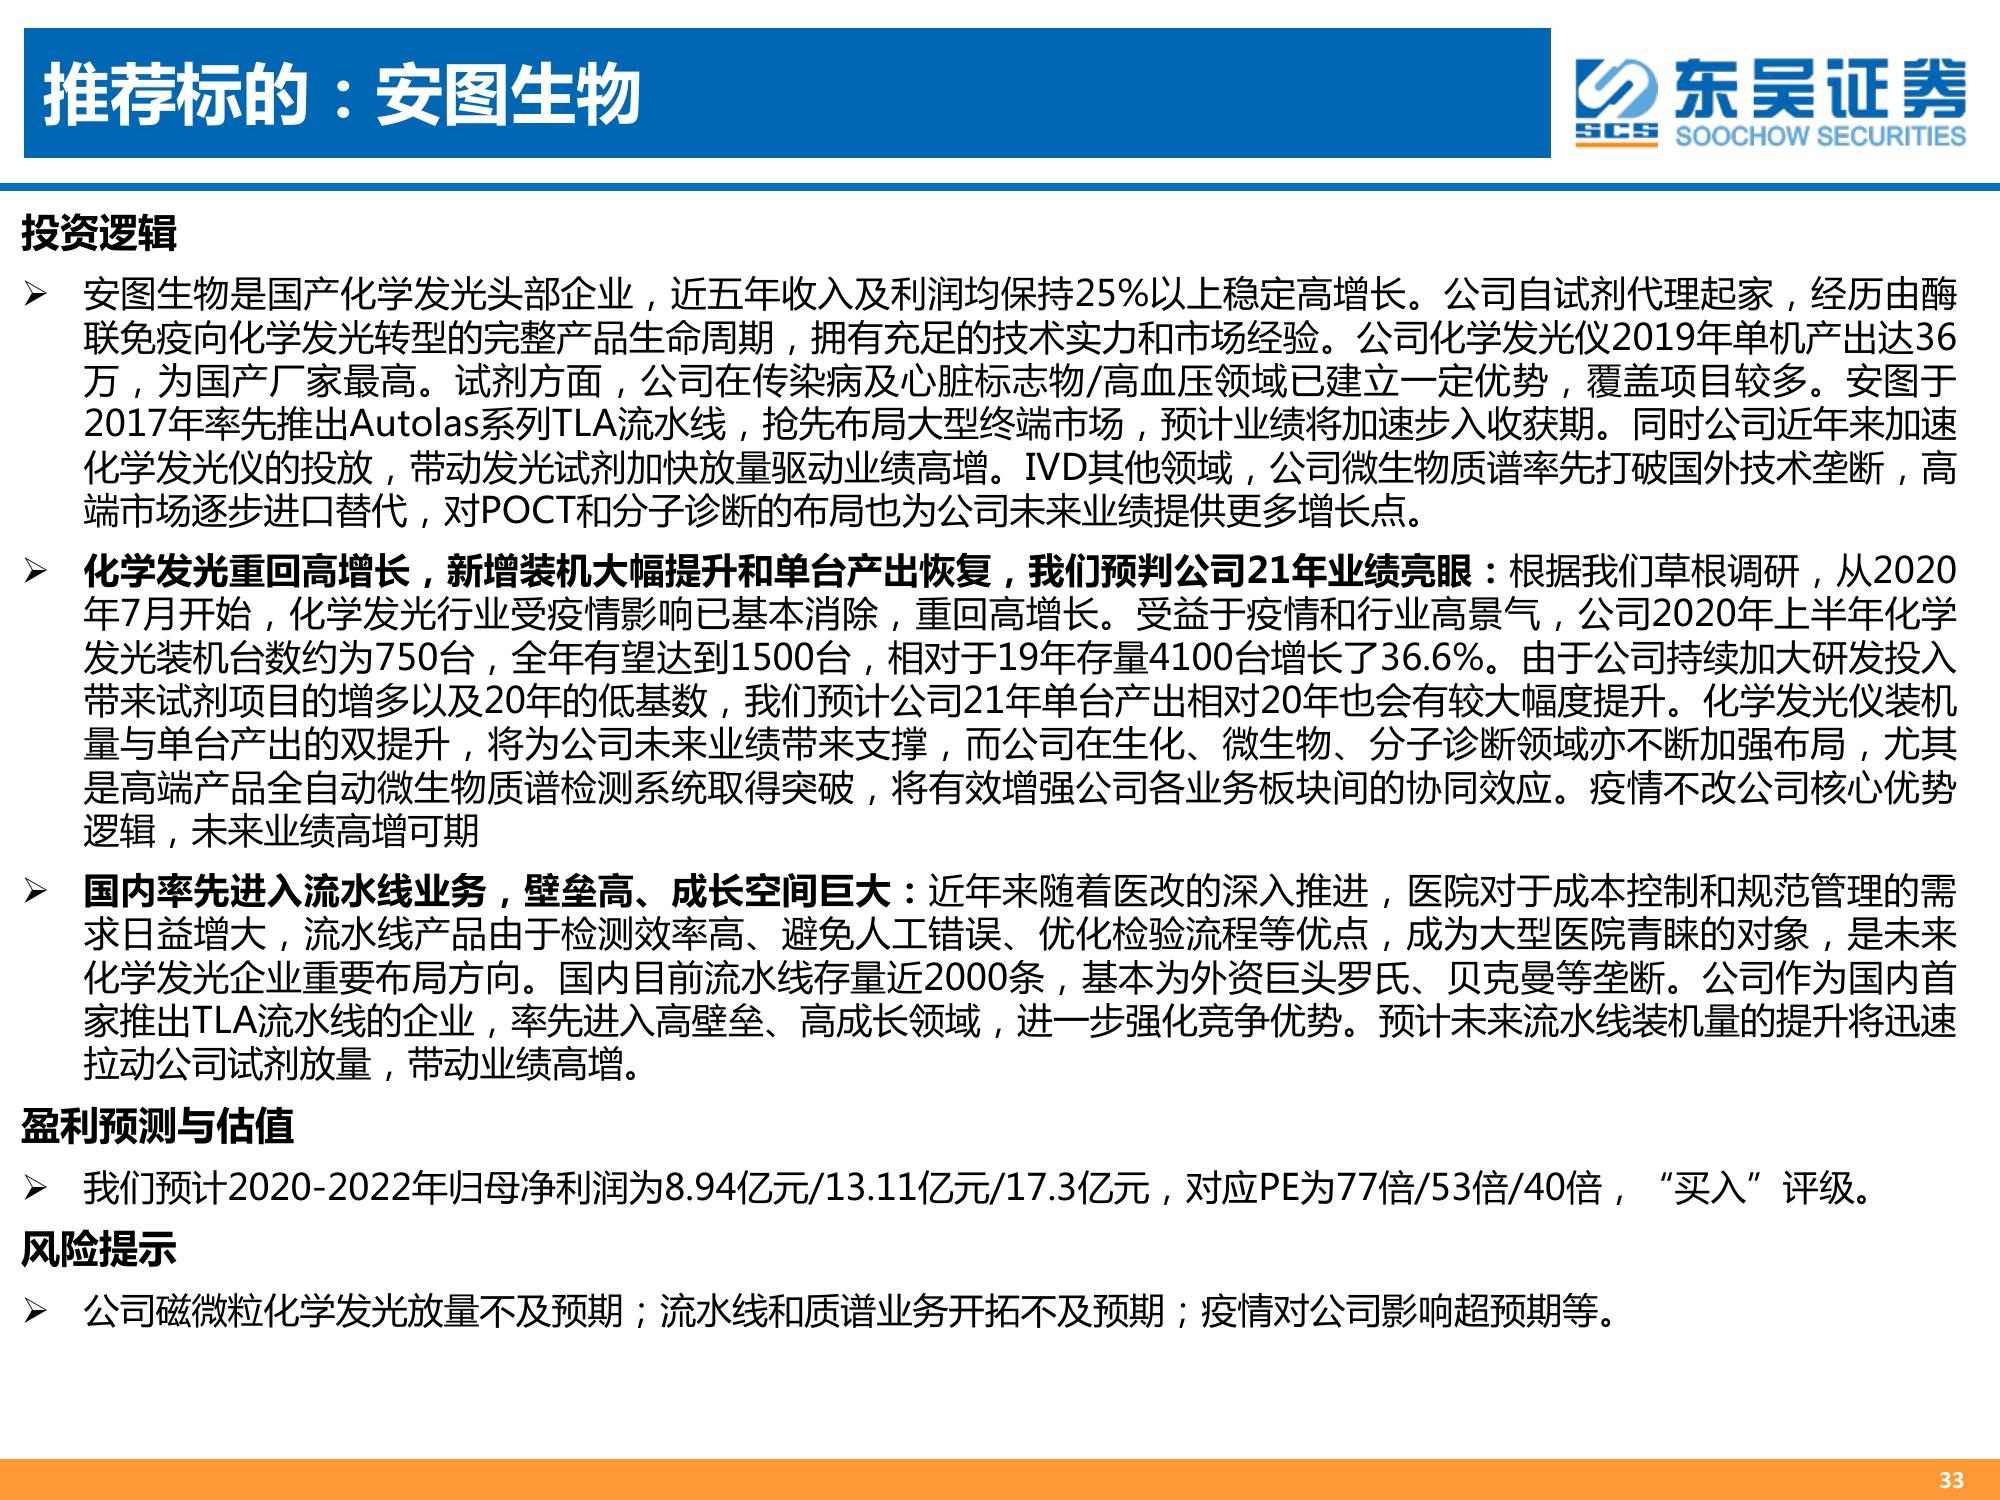 推荐标的：安图生物
东吴证券
SCS
SOOCHOW SECURITIES
投资逻辑
➢ 安图生物是国产化学发光头部企业，近五年收入及利润均保持25%以上稳定高增长。公司自试剂代理起家，经历由酶
联免疫向化学发光转型的完整产品生命周期，拥有充足的技术实力和市场经验。公司化学发光仪2019年单机产出达36
万，为国产厂家最高。试剂方面，公司在传染病及心脏标志物/高血压领域已建立一定优势，覆盖项目较多。安图于
2017年率先推出Autolas系列TLA流水线，抢先布局大型终端市场，预计业绩将加速步入收获期。同时公司近年来加速
化学发光仪的投放，带动发光试剂加快放量驱动业绩高增。IVD其他领域，公司微生物质谱率先打破国外技术垄断，高
端市场逐步进口替代，对POCT和分子诊断的布局也为公司未来业绩提供更多增长点。
➢ 化学发光重回高增长，新增装机大幅提升和单台产出恢复，我们预判公司21年业绩亮眼：根据我们草根调研，从2020
年7月开始，化学发光行业受疫情影响已基本消除，重回高增长。受益于疫情和行业高景气，公司2020年上半年化学
发光装机台数约为750台，全年有望达到1500台，相对于19年存量4100台增长了36.6%。由于公司持续加大研发投入
带来试剂项目的增多以及20年的低基数，我们预计公司21年单台产出相对20年也会有较大幅度提升。化学发光仪装机
量与单台产出的双提升，将为公司未来业绩带来支撑，而公司在生化、微生物、分子诊断领域亦不断加强布局，尤其
是高端产品全自动微生物质谱检测系统取得突破，将有效增强公司各业务板块间的协同效应。疫情不改公司核心优势
逻辑，未来业绩高增可期
➢ 国内率先进入流水线业务，壁垒高、成长空间巨大：近年来随着医改的深入推进，医院对于成本控制和规范管理的需
求日益增大，流水线产品由于检测效率高、避免人工错误、优化检验流程等优点，成为大型医院青睐的对象，是未来
化学发光企业重要布局方向。国内目前流水线存量近2000条，基本为外资巨头罗氏、贝克曼等垄断。公司作为国内首
家推出TLA流水线的企业，率先进入高壁垒、高成长领域，进一步强化竞争优势。预计未来流水线装机量的提升将迅速
拉动公司试剂放量，带动业绩高增。
盈利预测与估值
➢ 我们预计2020-2022年归母净利润为8.94亿元/13.11亿元/17.3亿元，对应PE为77倍/53倍/40倍，“买入”评级。
风险提示
➢ 公司磁微粒化学发光放量不及预期；流水线和质谱业务开拓不及预期；疫情对公司影响超预期等。
33